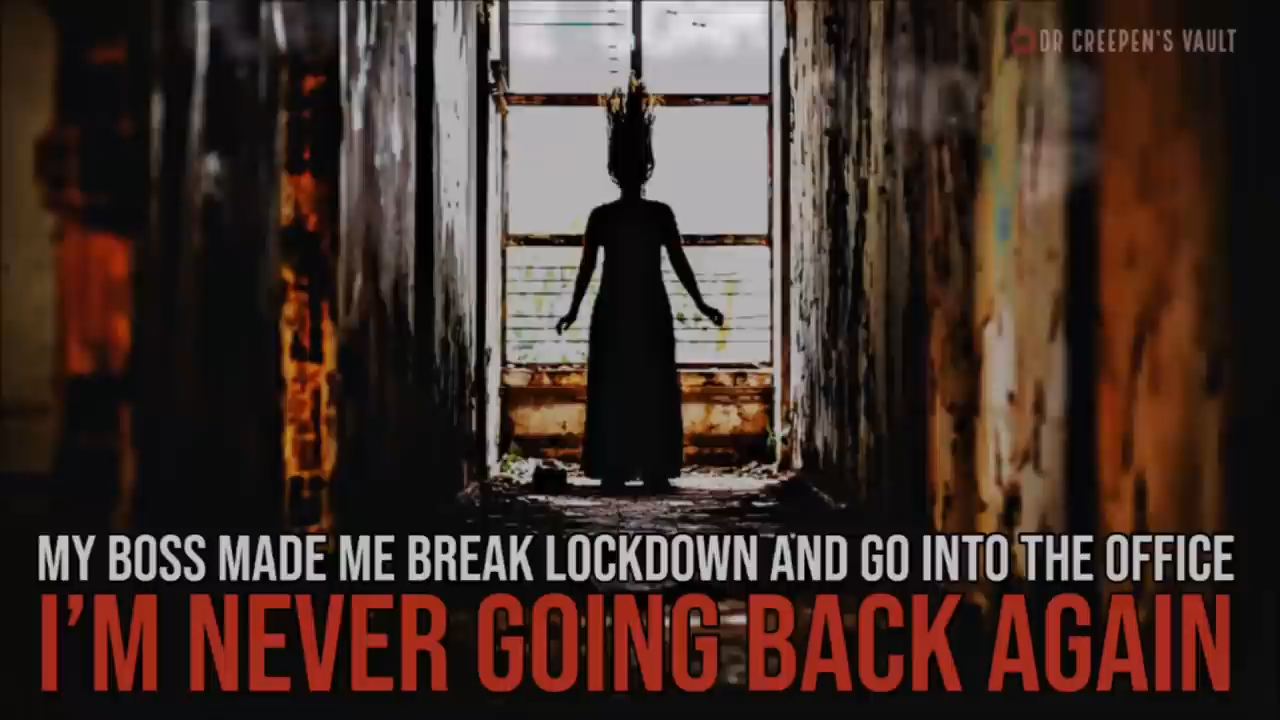 DR CREEPEN'S VAULT
MY BOSS MADE ME BREAK LOCKDOWN AND GO INTO THE OFFICE
I'M NEVER GOING BACK AGAIN